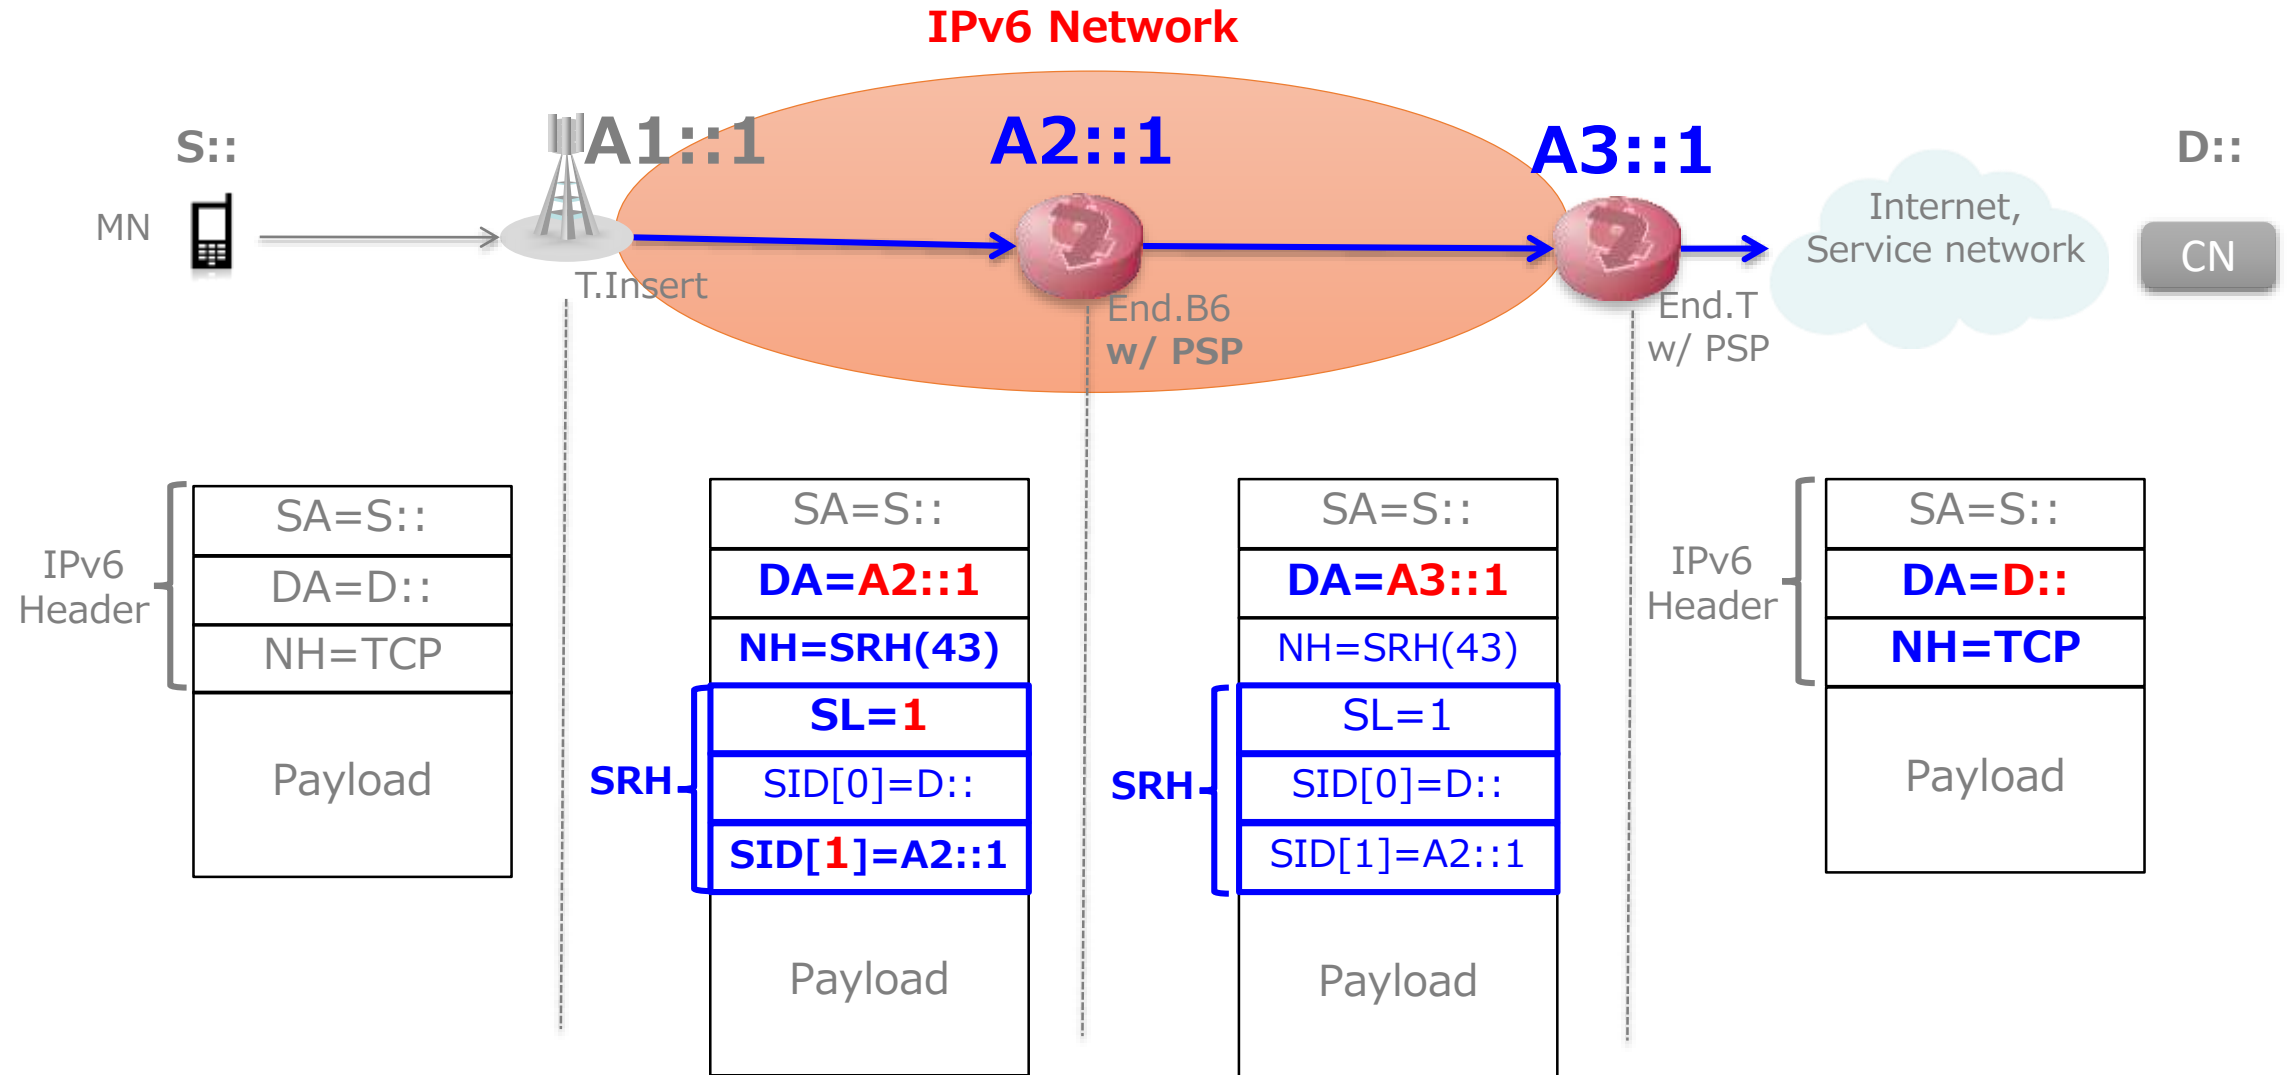 IPv6 Network
S::
A1::1
A2::1
A3::1
D::
MN
Internet,
Service network
CN
T.Insert
End.B6
w/ PSP
End.T
w/ PSP
IPv6
Header
SA=S::
DA=D::
NH=TCP
Payload
SRH
SA=S::
DA=A2::1
NH=SRH(43)
SL=1
SID[0]=D::
SID[1]=A2::1
Payload
SRH
SA=S::
DA=A3::1
NH=SRH(43)
SL=1
SID[0]=D::
SID[1]=A2::1
Payload
IPv6
Header
SA=S::
DA=D::
NH=TCP
Payload